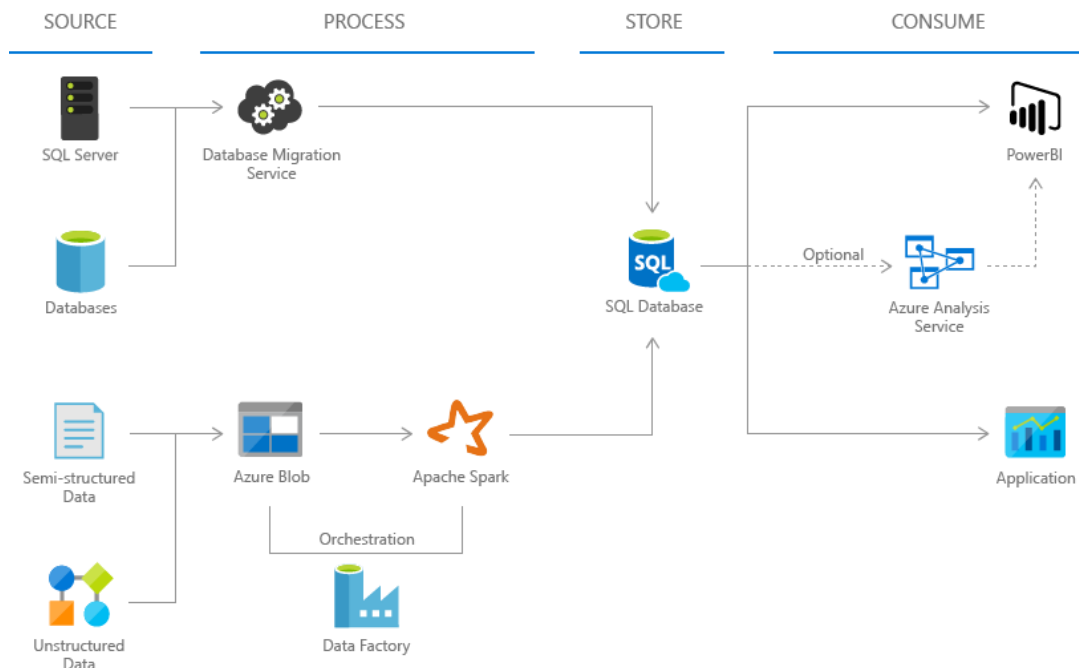 SOURCE
PROCESS
STORE
CONSUME
SQL Server
Database Migration
Service
PowerBI
Databases
SQL
SQL Database
Optional
Azure Analysis
Service
Semi-structured
Data
Azure Blob
Apache Spark
Application
Orchestration
Unstructured
Data
Data Factory